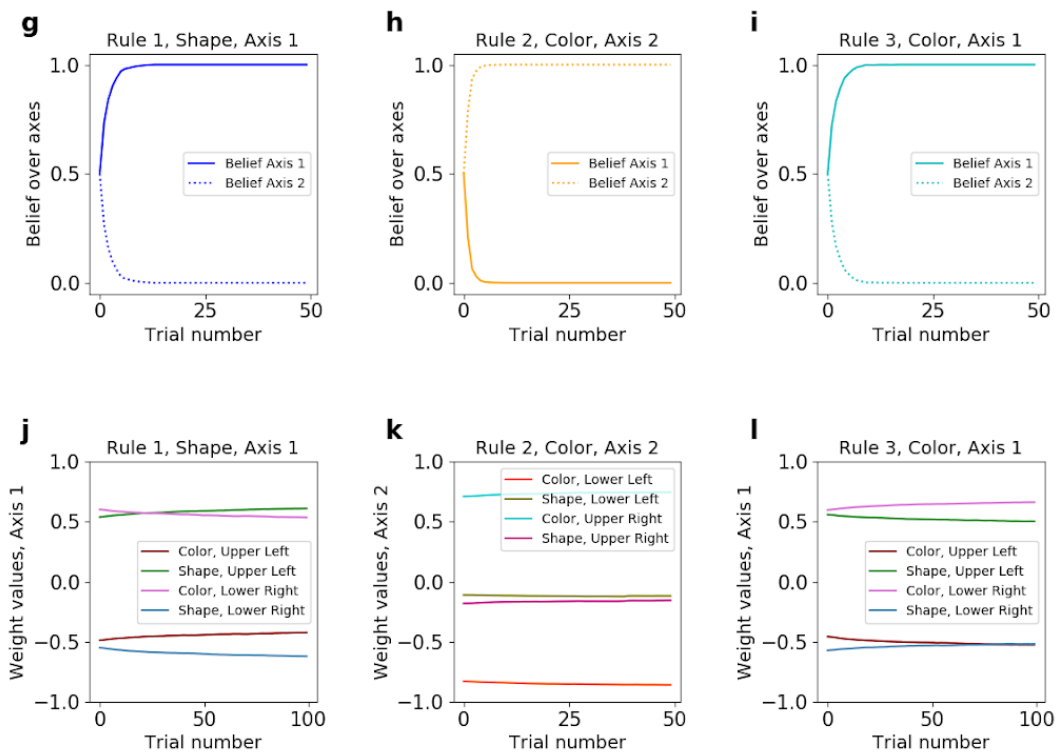 g
Rule 1, Shape, Axis 1
Belief over axes
1.0
0.5
0.0
Belief Axis 1
Belief Axis 2
0
25
50
Trial number
h
Rule 2, Color, Axis 2
Belief over axes
1.0
0.5
0.0
Belief Axis 1
Belief Axis 2
0
25
50
Trial number
i
Rule 3, Color, Axis 1
Belief over axes
1.0
0.5
0.0
Belief Axis 1
Belief Axis 2
0
25
50
Trial number
j
Rule 1, Shape, Axis 1
Weight values, Axis 1
1.0
0.5
0.0
−0.5
−1.0
Color, Upper Left
Shape, Upper Left
Color, Lower Right
Shape, Lower Right
0
50
100
Trial number
k
Rule 2, Color, Axis 2
Weight values, Axis 2
1.0
0.5
0.0
−0.5
−1.0
Color, Lower Left
Shape, Lower Left
Color, Upper Right
Shape, Upper Right
0
25
50
Trial number
l
Rule 3, Color, Axis 1
Weight values, Axis 1
1.0
0.5
0.0
−0.5
−1.0
Color, Upper Left
Shape, Upper Left
Color, Lower Right
Shape, Lower Right
0
50
100
Trial number